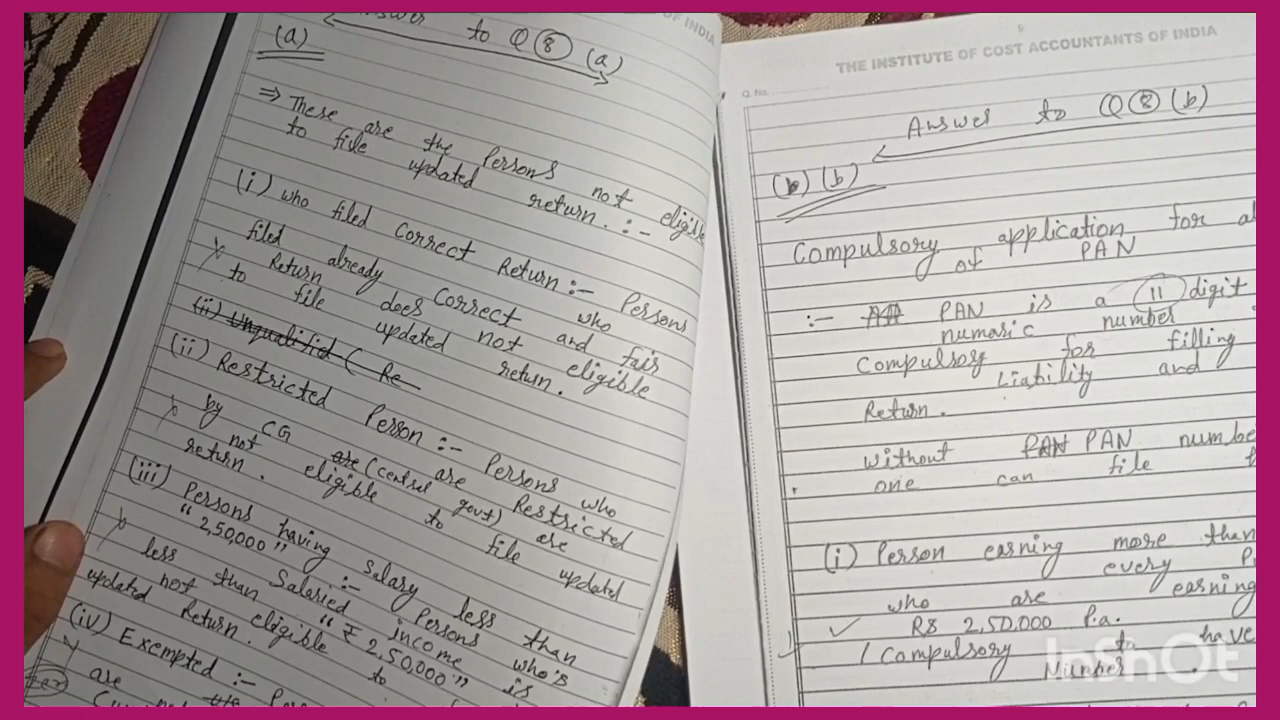 OF INDIA
Answer to Q (8) (a)
(a)
⇒ These are the Persons not eligible
to file updated return. :-
(i) who filed Correct Return :- Persons who
filed already Correct and fair
Return does not eligible
to file updated return.
(ii) Unqualified ( Re
(ii) Restricted Person :- Persons who
by CG are (central govt) are Restricted
not eligible to file updated
return.
(iii) Persons having salary less than
"2,50,000" :- Persons who's
less than Salaried income is
not eligible "₹ 2,50,000" to
updated Return.
(iv) Exempted :-
are
THE INSTITUTE OF COST ACCOUNTANTS OF INDIA
Q. No.
Answer to Q (8) (b)
(b) (b)
Compulsory application for
of PAN
:- PAN is a (11) digit
numaric number
Compulsory for filling
Liability and
Return.
without PAN PAN
one can file
(i) Person earning more than
who are every
earning
RS 2,50,000 P.a.
Compulsory to have
Number.
InShOt